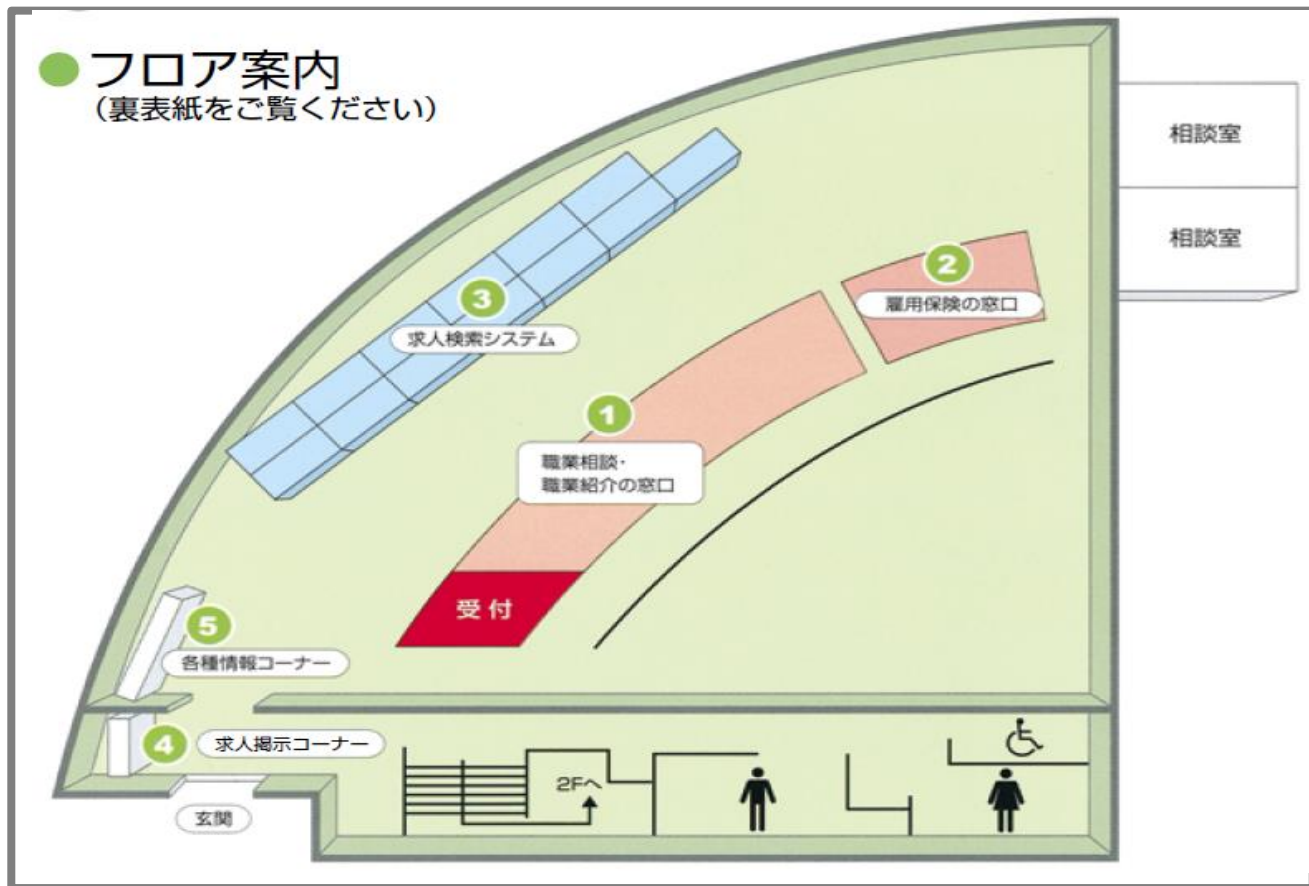 フロア案内
(裏表紙をご覧ください)
相談室
相談室
2
雇用保険の窓口
3
求人検索システム
1
職業相談・
職業紹介の窓口
受付
5
各種情報コーナー
4
求人掲示コーナー
2Fへ
玄関